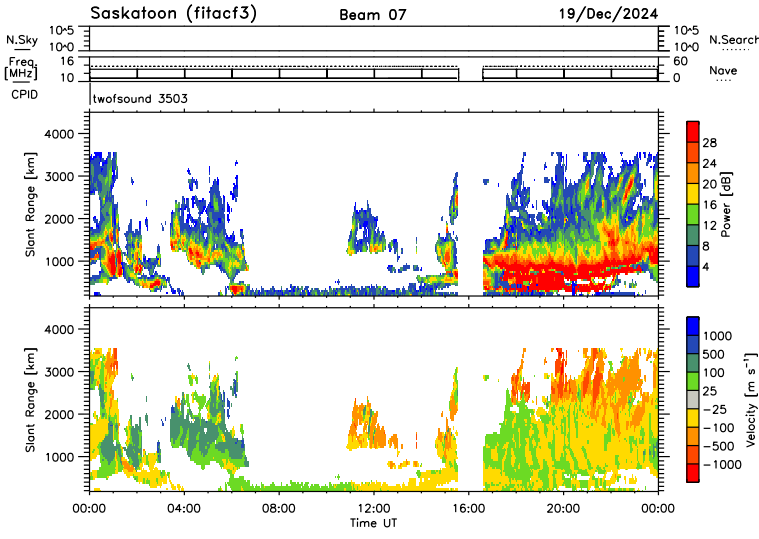 Saskatoon (fitacf3) Beam 07 19/Dec/2024
N.Sky 10^5 10^0 10^5 10^0 N.Search
Freq. [MHz] 16 10 60 0 Nave
CPID twofsound 3503
Slant Range [km] 4000 3000 2000 1000
Power [dB] 28 24 20 16 12 8 4
Slant Range [km] 4000 3000 2000 1000
Velocity [m s⁻¹] 1000 500 100 25 −25 −100 −500 −1000
00:00 04:00 08:00 12:00 16:00 20:00 00:00
Time UT